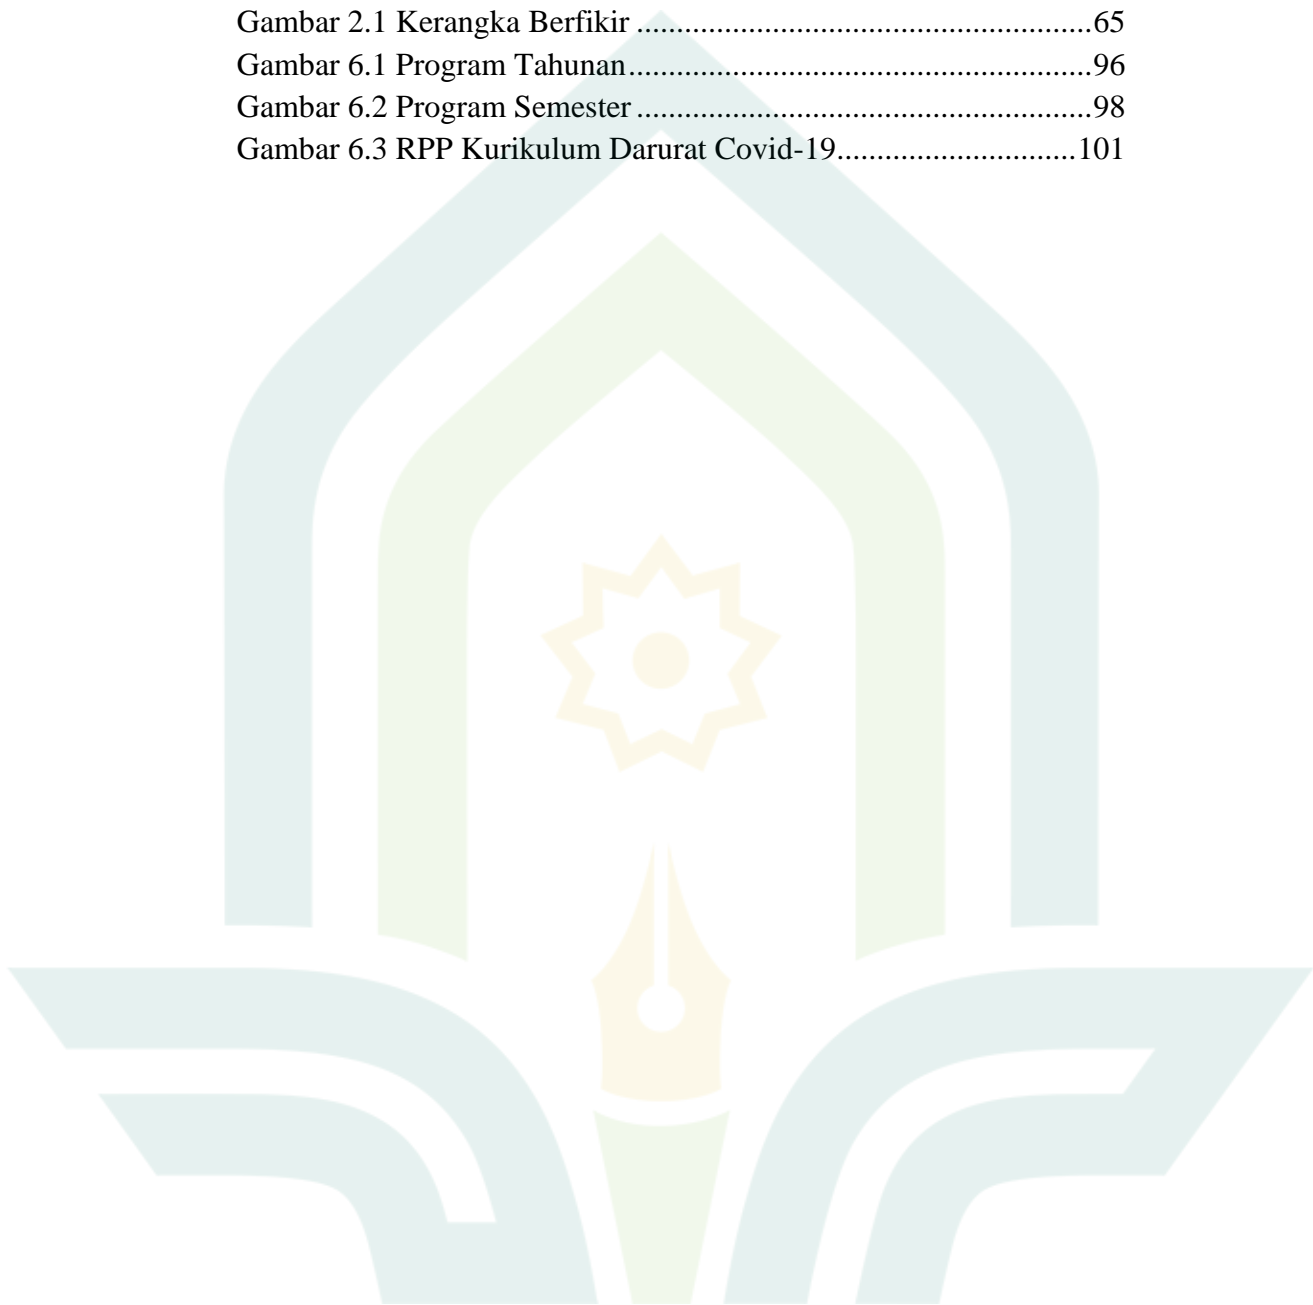 Gambar 2.1 Kerangka Berfikir .........................................................65
Gambar 6.1 Program Tahunan..........................................................96
Gambar 6.2 Program Semester .........................................................98
Gambar 6.3 RPP Kurikulum Darurat Covid-19..............................101